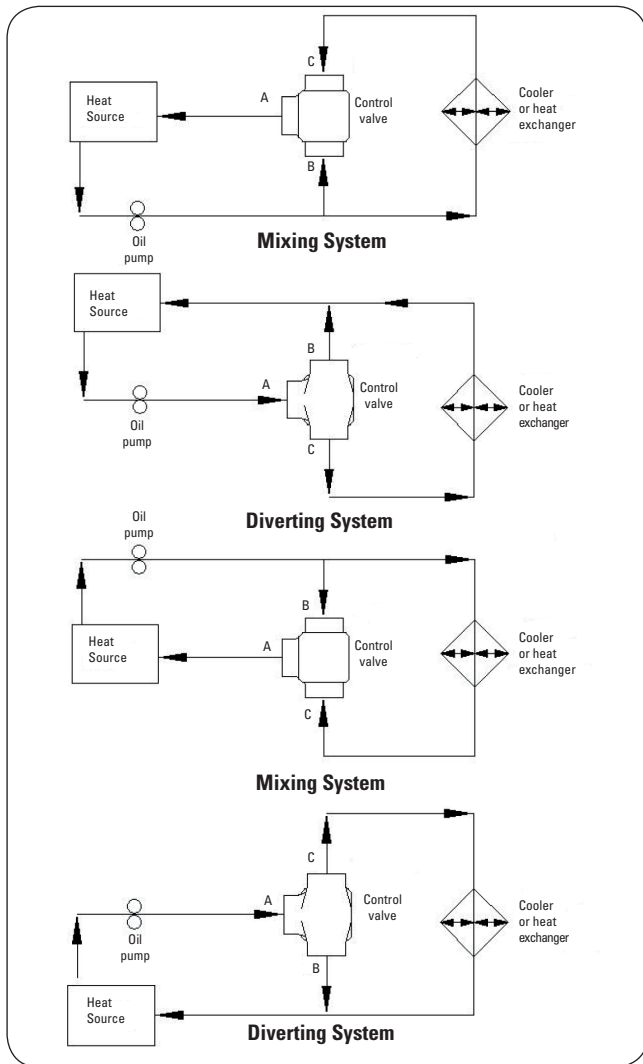 C
Heat
Source
A
Control
valve
Cooler
or heat
exchanger
B
Oil
pump
Mixing System
Heat
Source
B
A
Control
valve
Cooler
or heat
exchanger
Oil
pump
C
Diverting System
Oil
pump
B
Heat
Source
A
Control
valve
Cooler
or heat
exchanger
C
Mixing System
C
A
Control
valve
Cooler
or heat
exchanger
Oil
pump
B
Heat
Source
Diverting System